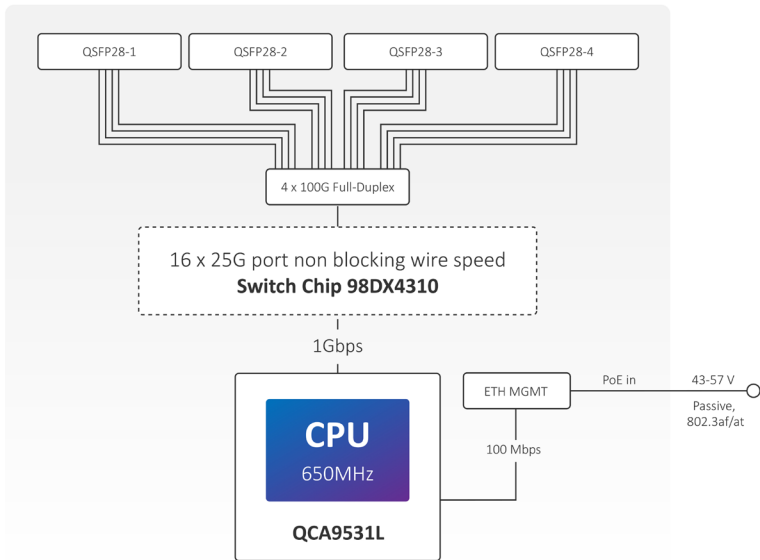 QSFP28-1
QSFP28-2
QSFP28-3
QSFP28-4
4 x 100G Full-Duplex
16 x 25G port non blocking wire speed
Switch Chip 98DX4310
1Gbps
CPU
650MHz
QCA9531L
ETH MGMT
100 Mbps
PoE in
43-57 V
Passive,
802.3af/at